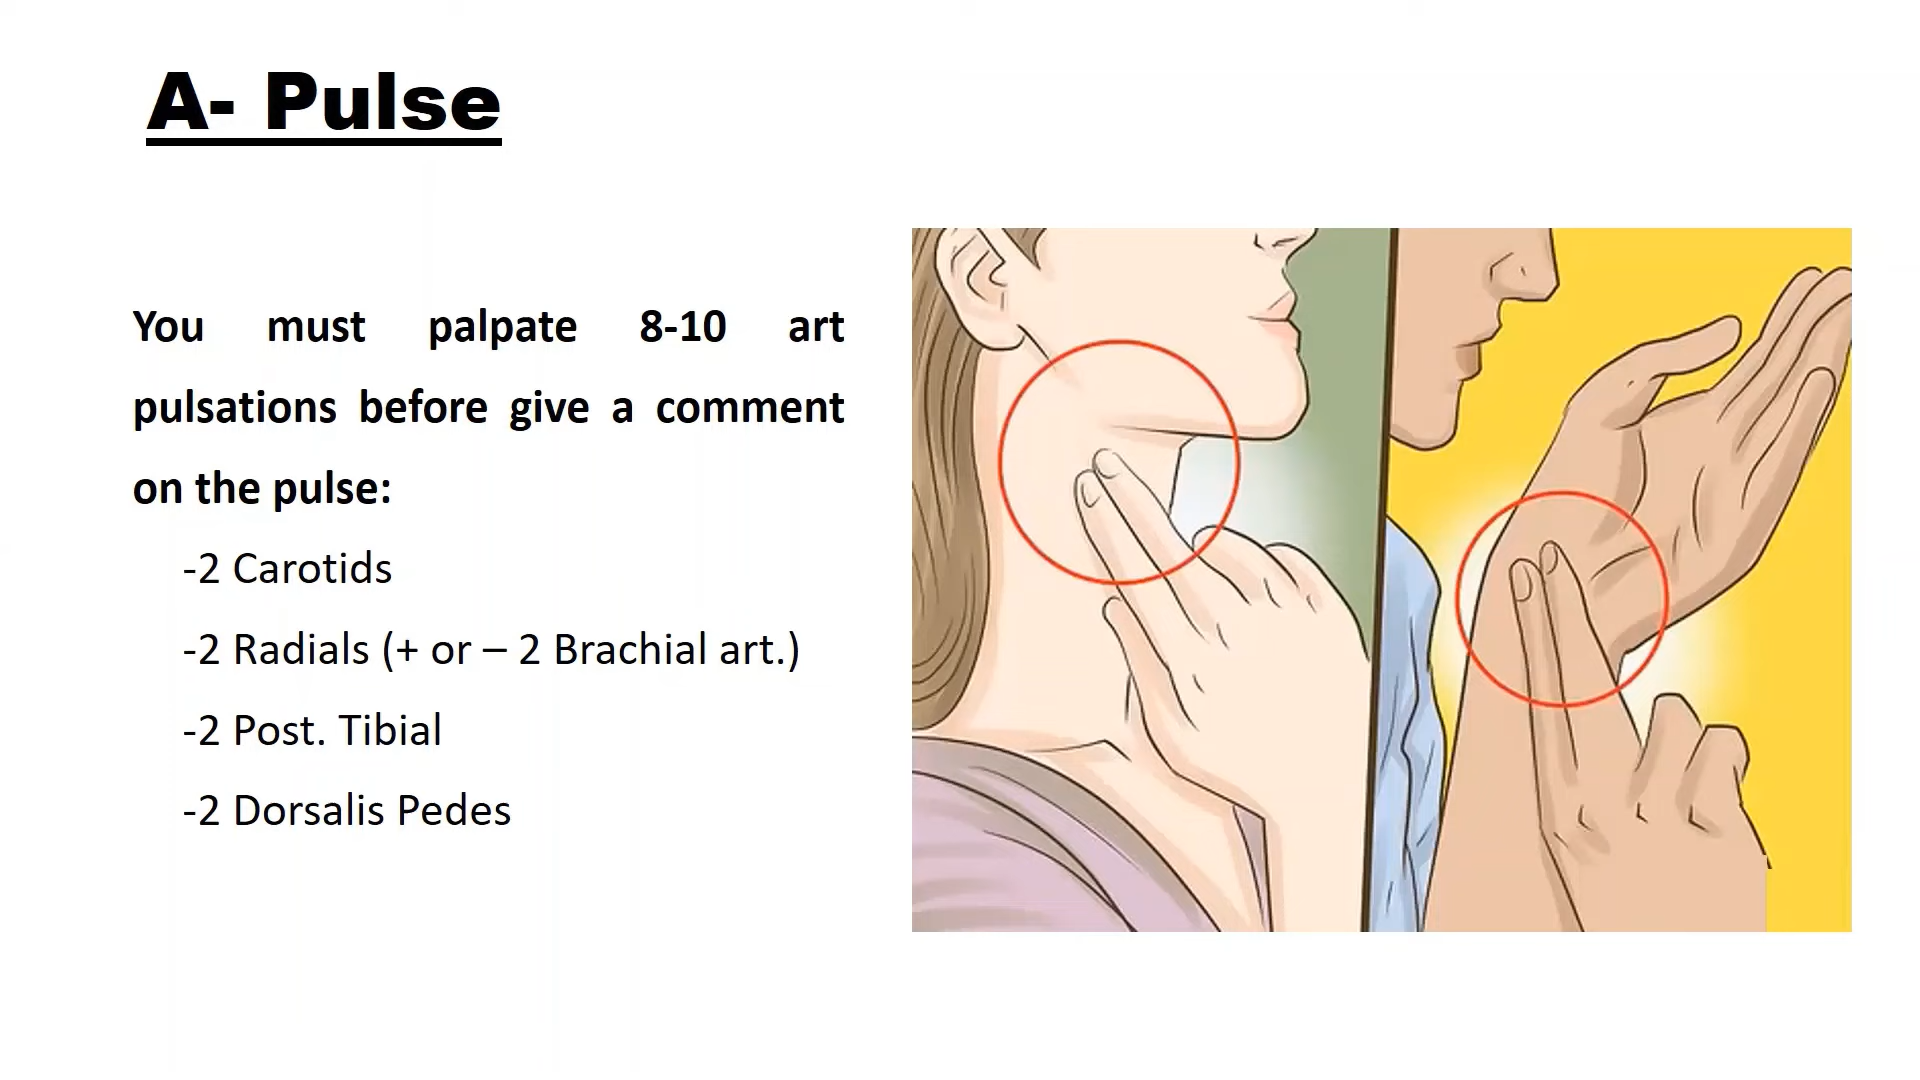 A- Pulse
You must palpate 8-10 art
pulsations before give a comment
on the pulse:
-2 Carotids
-2 Radials (+ or – 2 Brachial art.)
-2 Post. Tibial
-2 Dorsalis Pedes